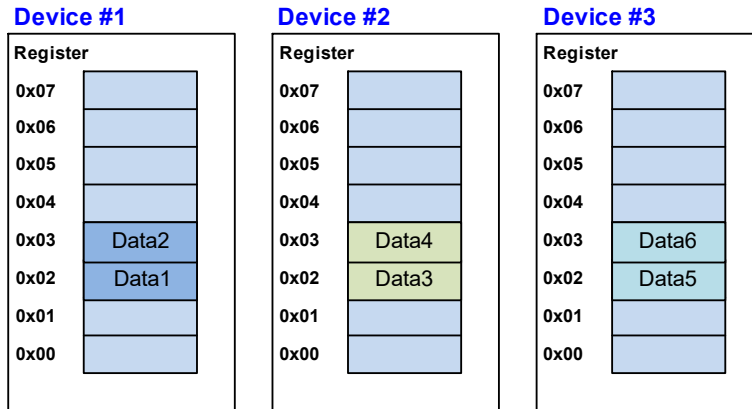 Device #1
Register
0x07
0x06
0x05
0x04
0x03 Data2
0x02 Data1
0x01
0x00
Device #2
Register
0x07
0x06
0x05
0x04
0x03 Data4
0x02 Data3
0x01
0x00
Device #3
Register
0x07
0x06
0x05
0x04
0x03 Data6
0x02 Data5
0x01
0x00